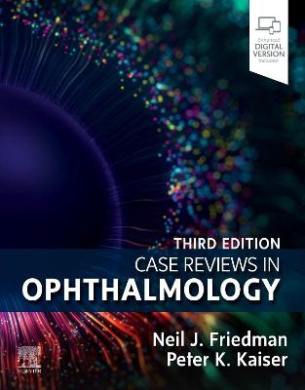 Enhanced
DIGITAL
VERSION
Included
THIRD EDITION
CASE REVIEWS IN
OPHTHALMOLOGY
Neil J. Friedman
Peter K. Kaiser
ELSEVIER